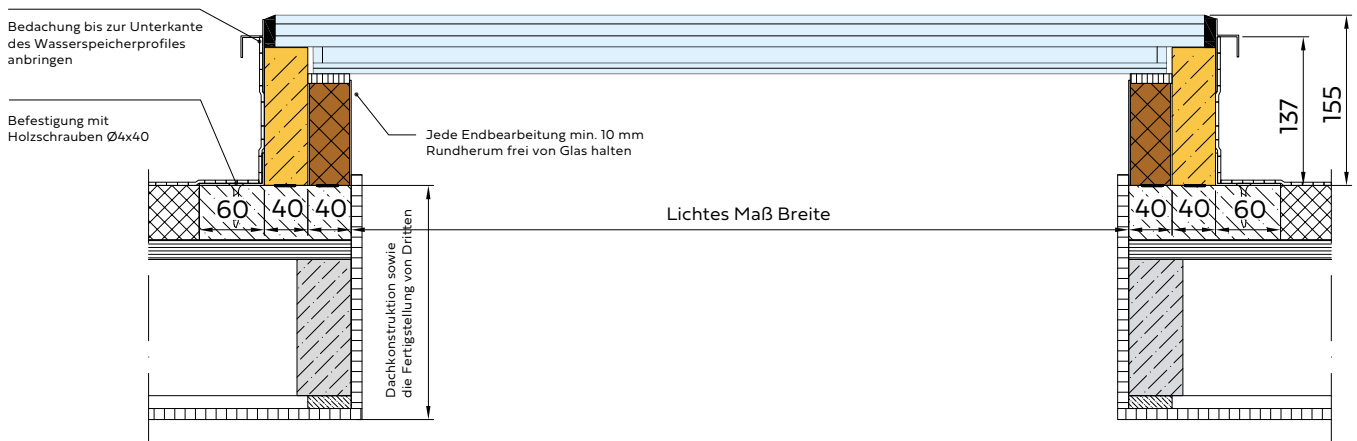 Bedachung bis zur Unterkante
des Wasserspeicherprofiles
anbringen
Befestigung mit
Holzschrauben Ø4x40
Jede Endbearbeitung min. 10 mm
Rundherum frei von Glas halten
137
155
60
40
40
Lichtes Maß Breite
40
40
60
Dachkonstruktion sowie
die Fertigstellung von Dritten